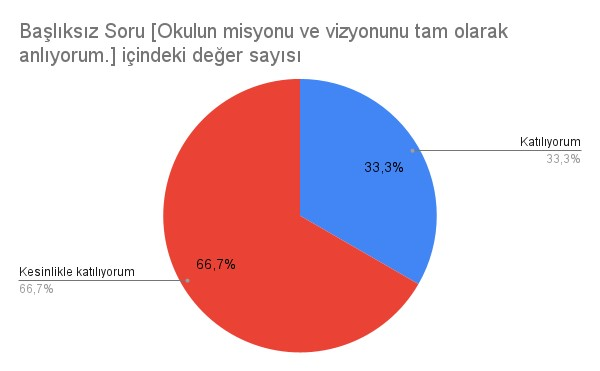 Başlıksız Soru [Okulun misyonu ve vizyonunu tam olarak
anlıyorum.] içindeki değer sayısı
Katılıyorum
33,3%
33,3%
66,7%
Kesinlikle katılıyorum
66,7%